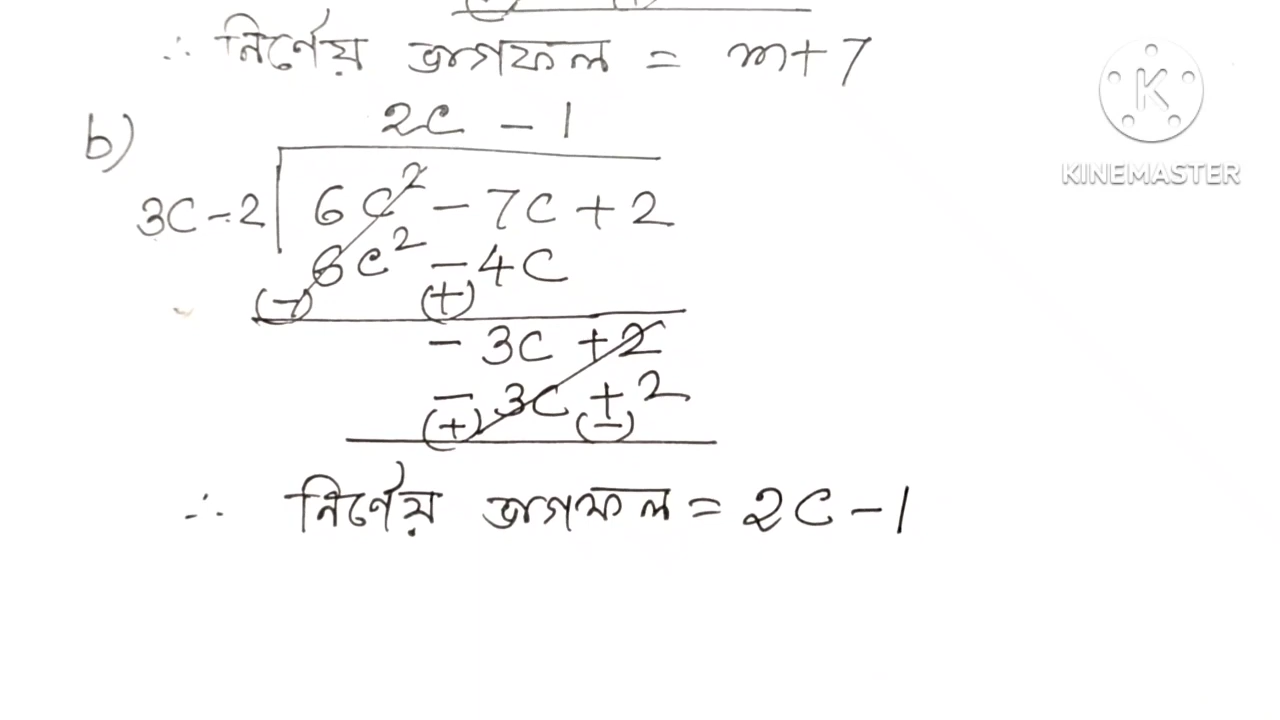 ∴ নির্ণেয় ভাগফল = m+7
b)
2c - 1
3c-2 6c² - 7c + 2
6c² - 4c
(-) (+)
- 3c + 2
- 3c + 2
(+) (-)
∴ নির্ণেয় ভাগফল = 2c - 1
K
KINEMASTER